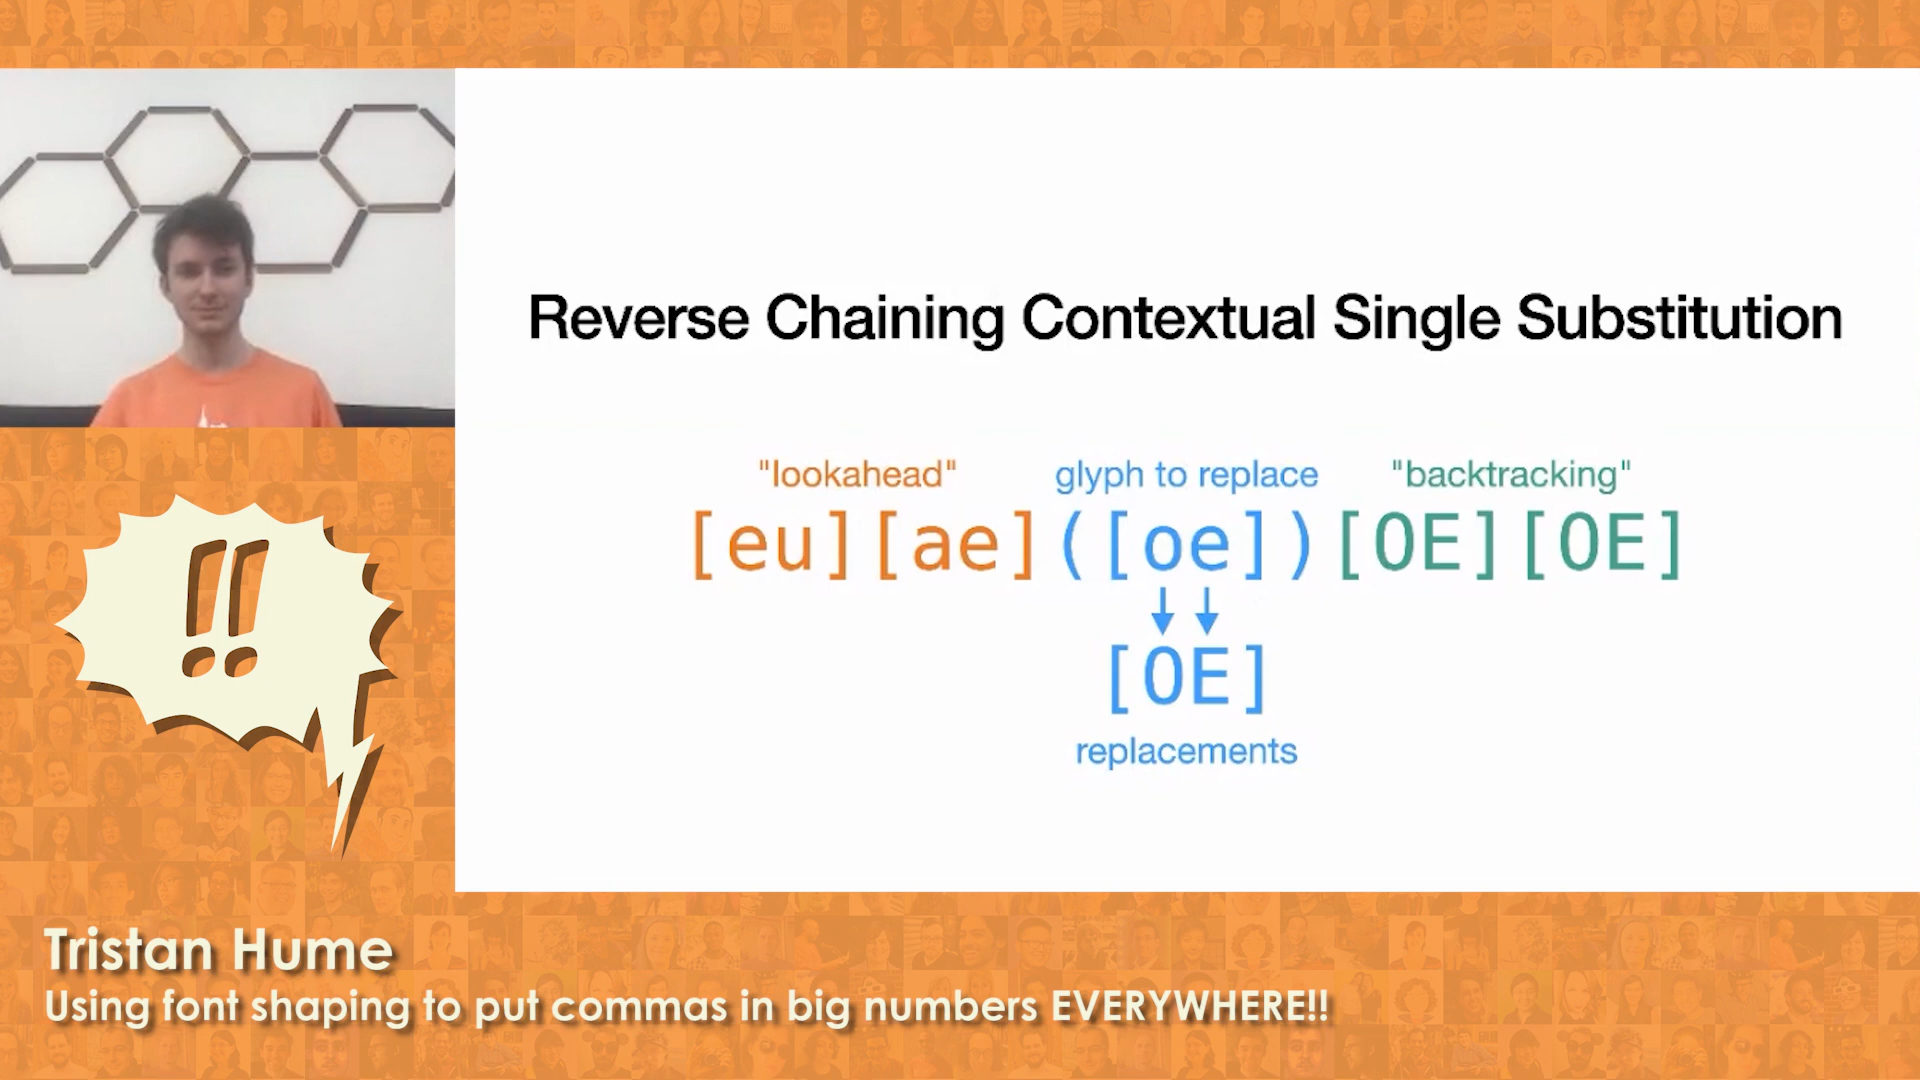 Reverse Chaining Contextual Single Substitution
"lookahead" glyph to replace "backtracking"
[eu][ae]([oe])[OE][OE]
[OE]
replacements
!!
Tristan Hume
Using font shaping to put commas in big numbers EVERYWHERE!!